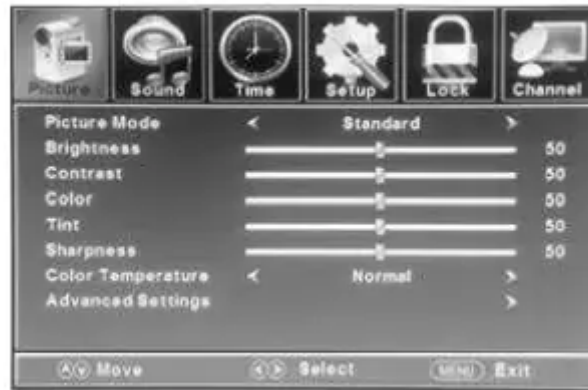 Picture Sound Time Setup Lock Channel
Picture Mode Standard
Brightness 50
Contrast 50
Color 50
Tint 50
Sharpness 50
Color Temperature Normal
Advanced Settings
Move Select MENU Exit